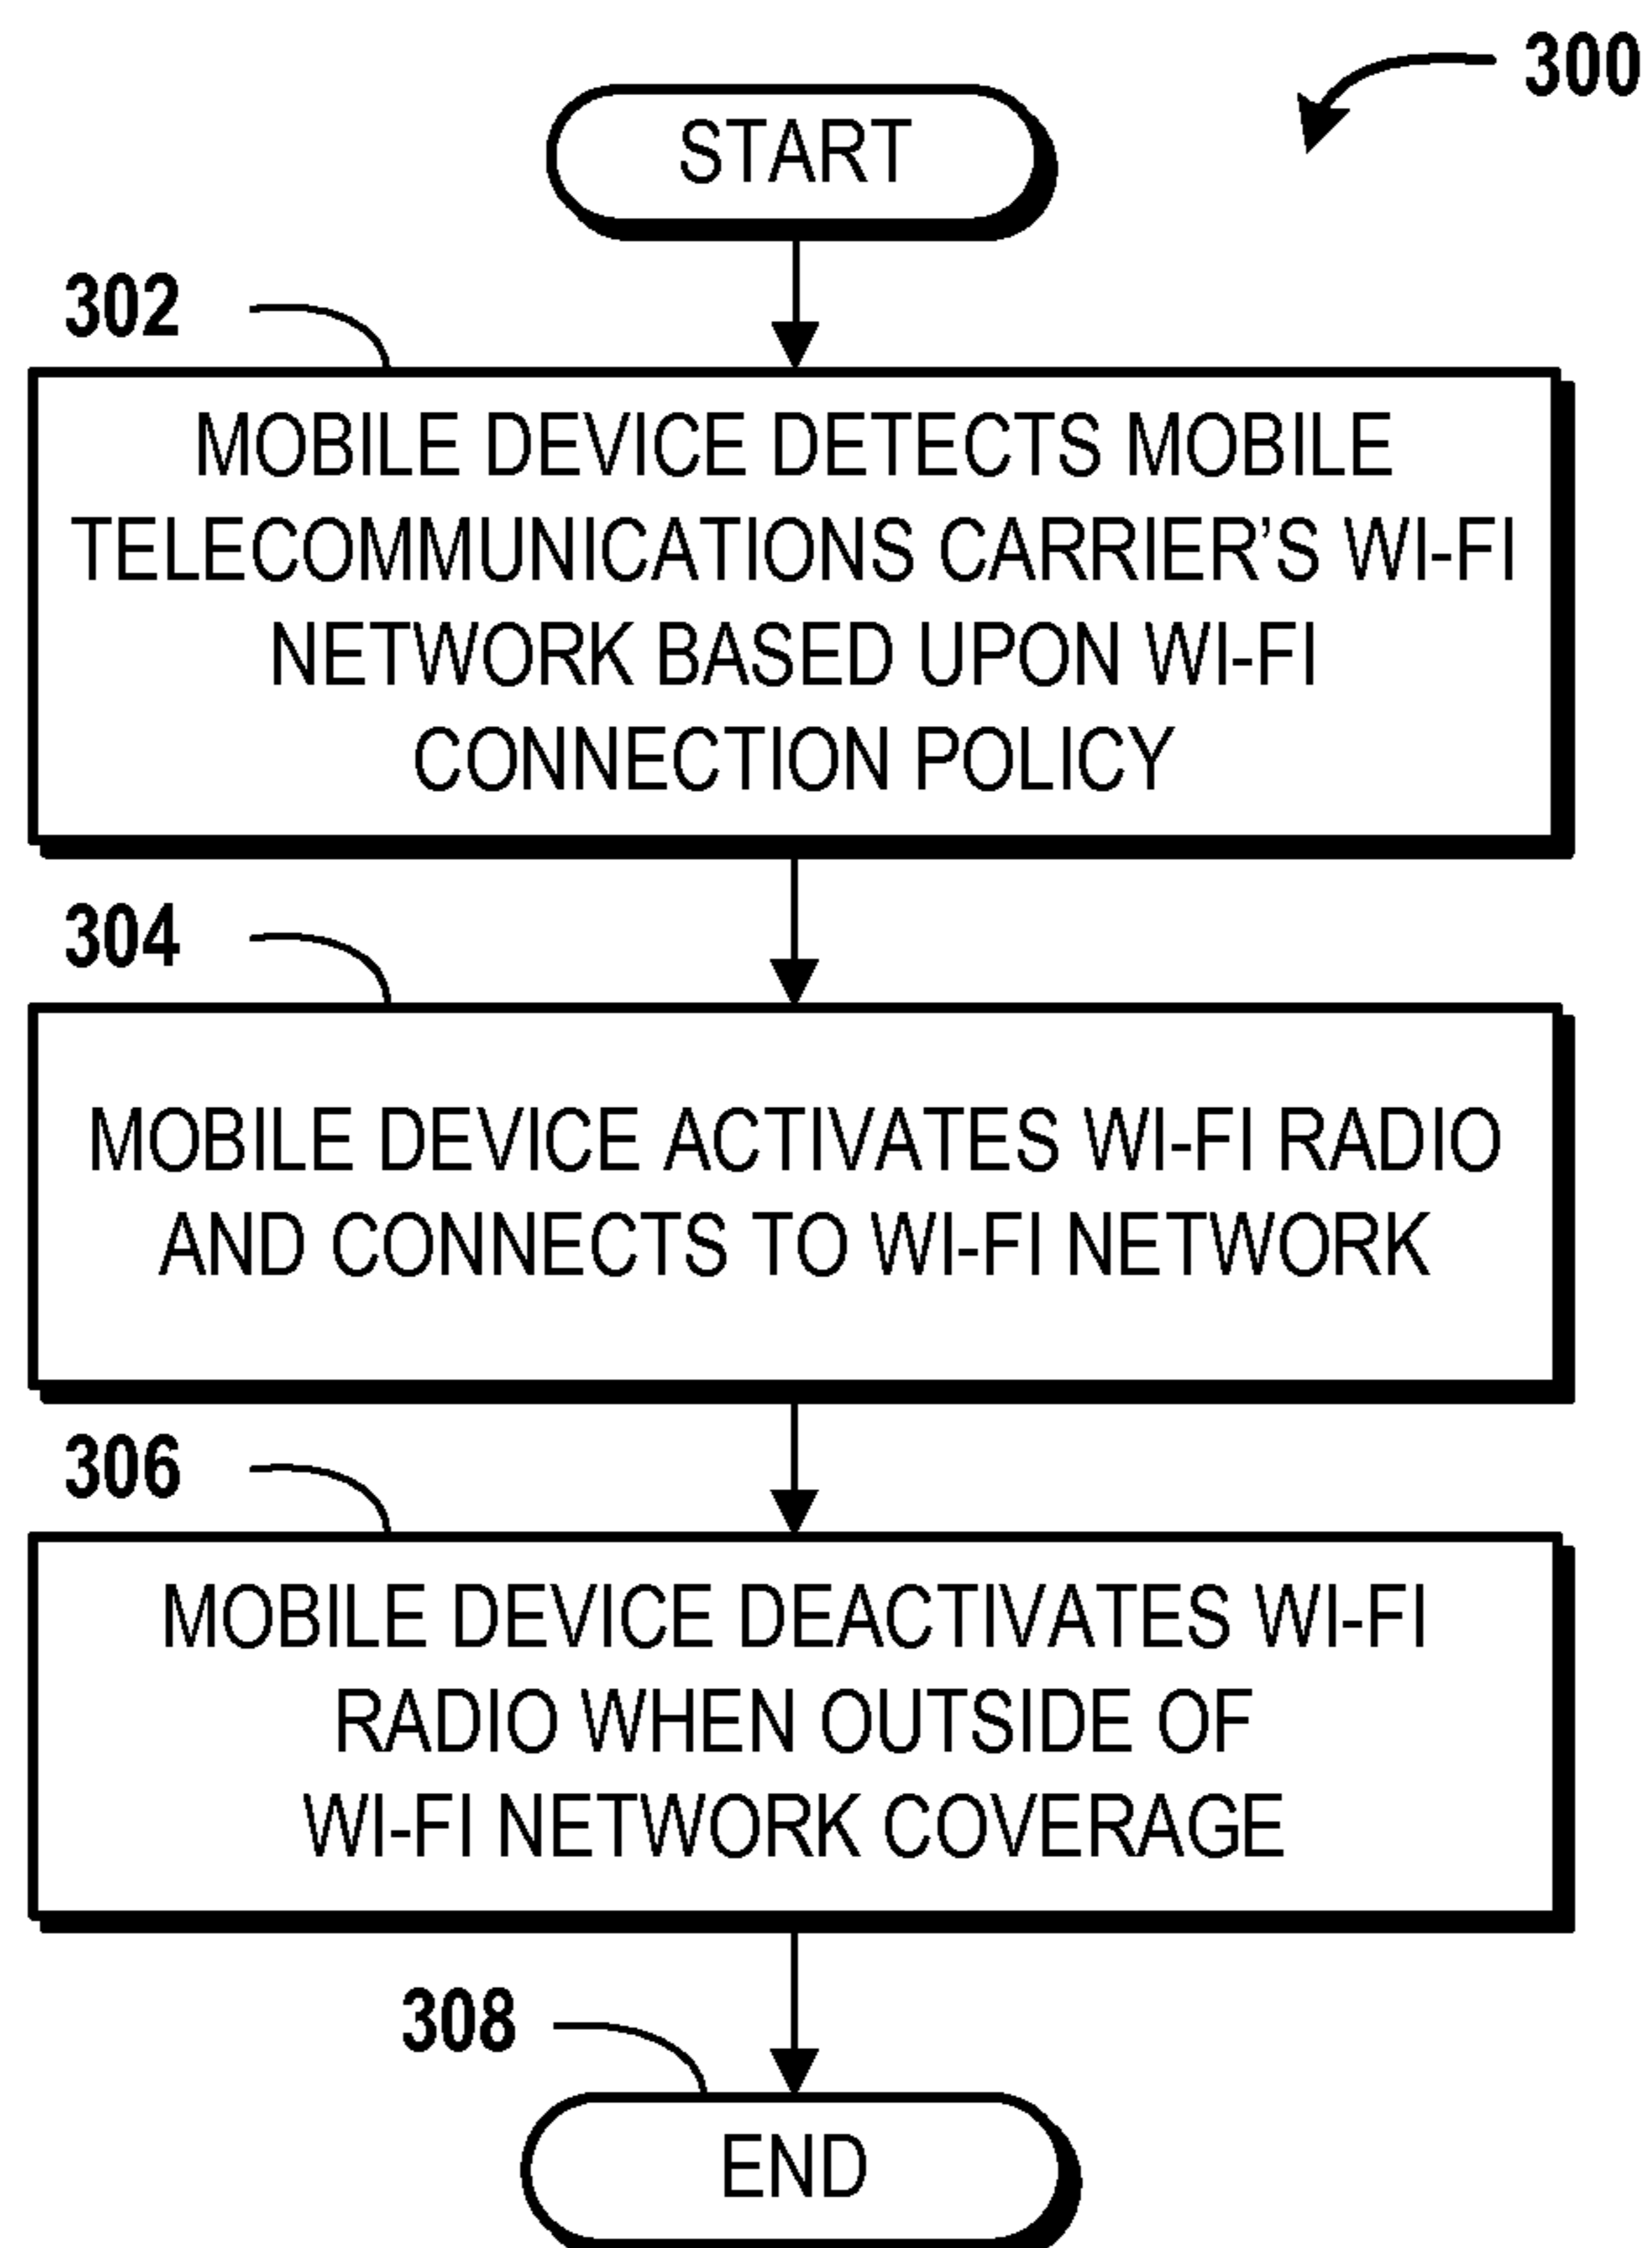 300
START
302
MOBILE DEVICE DETECTS MOBILE
TELECOMMUNICATIONS CARRIER'S WI-FI
NETWORK BASED UPON WI-FI
CONNECTION POLICY
304
MOBILE DEVICE ACTIVATES WI-FI RADIO
AND CONNECTS TO WI-FI NETWORK
306
MOBILE DEVICE DEACTIVATES WI-FI
RADIO WHEN OUTSIDE OF
WI-FI NETWORK COVERAGE
308
END